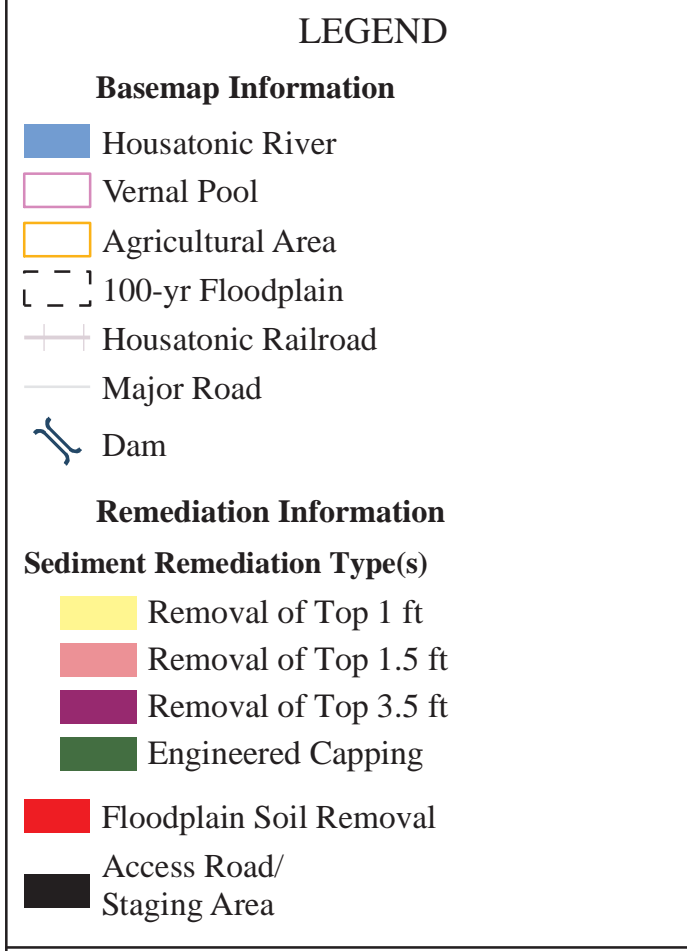 LEGEND
Basemap Information
Housatonic River
Vernal Pool
Agricultural Area
100-yr Floodplain
Housatonic Railroad
Major Road
Dam
Remediation Information
Sediment Remediation Type(s)
Removal of Top 1 ft
Removal of Top 1.5 ft
Removal of Top 3.5 ft
Engineered Capping
Floodplain Soil Removal
Access Road/
Staging Area